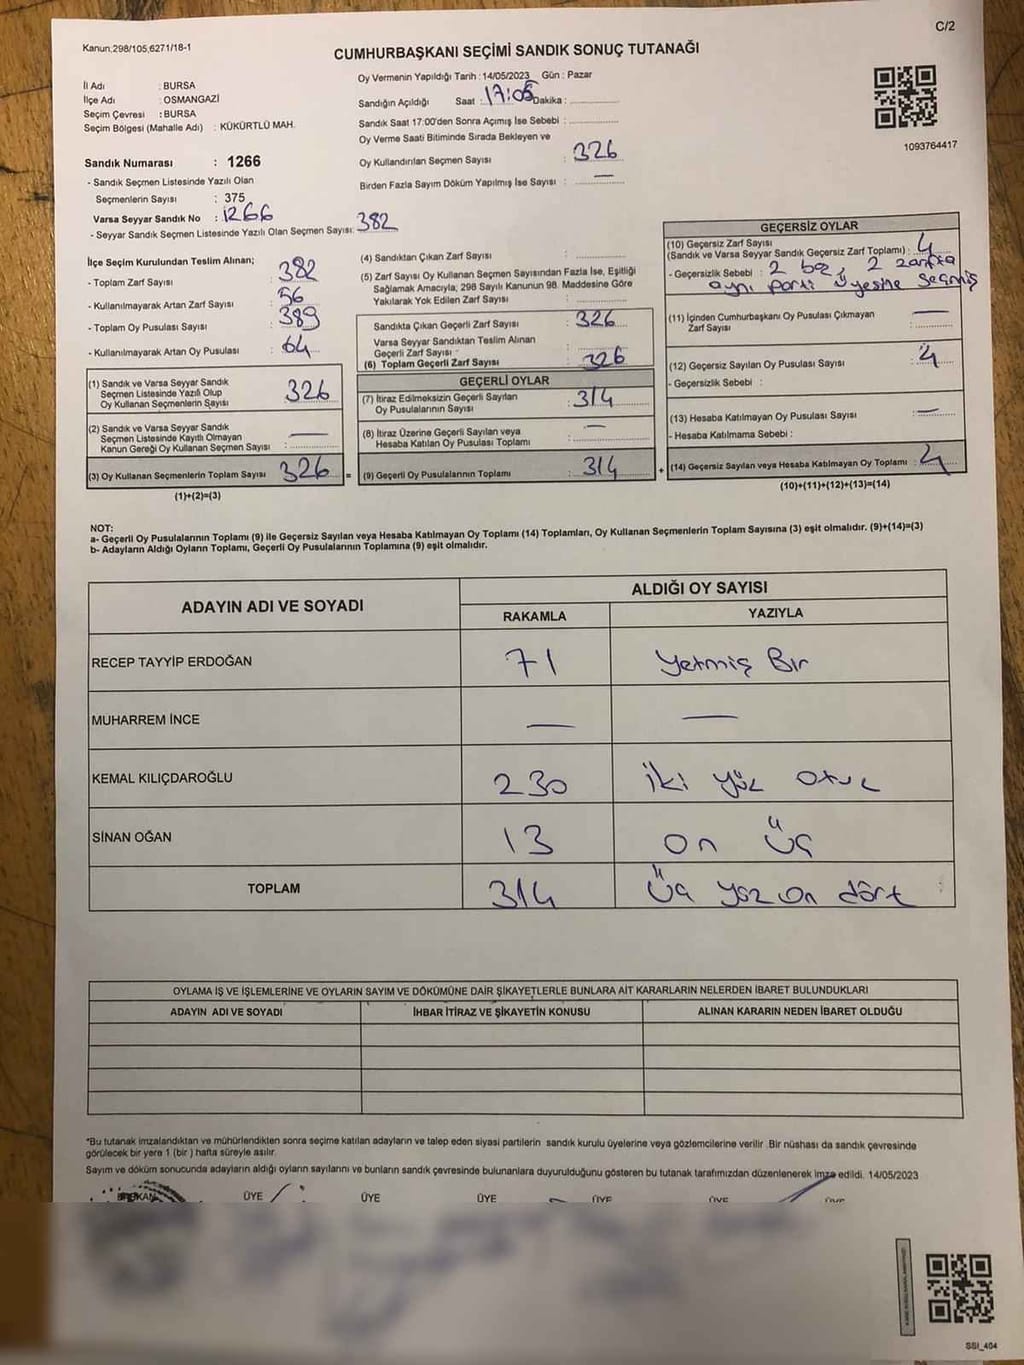 C/2
Kanun;298/105,6271/18-1
CUMHURBAŞKANI SEÇİMİ SANDIK SONUÇ TUTANAĞI
İl Adı : BURSA
İlçe Adı : OSMANGAZİ
Seçim Çevresi : BURSA
Seçim Bölgesi (Mahalle Adı) : KÜKÜRTLÜ MAH.
Sandık Numarası : 1266
- Sandık Seçmen Listesinde Yazılı Olan
Seçmenlerin Sayısı : 375
Varsa Seyyar Sandık No : 1266
- Seyyar Sandık Seçmen Listesinde Yazılı Olan Seçmen Sayısı: 382
Oy Vermenin Yapıldığı Tarih : 14/05/2023 Gün : Pazar
Sandığın Açıldığı Saat : 17:05 Dakika :
Sandık Saat 17:00'den Sonra Açımış İse Sebebi :
Oy Verme Saati Bitiminde Sırada Bekleyen ve
Oy Kullandırılan Seçmen Sayısı : 326
Birden Fazla Sayım Döküm Yapılmış İse Sayısı : —
1093764417
İlçe Seçim Kurulundan Teslim Alınan;
- Toplam Zarf Sayısı : 382
- Kullanılmayarak Artan Zarf Sayısı : 56
- Toplam Oy Pusulası Sayısı : 389
- Kullanılmayarak Artan Oy Pusulası : 64
(1) Sandık ve Varsa Seyyar Sandık
Seçmen Listesinde Yazılı Olup
Oy Kullanan Seçmenlerin Sayısı : 326
(2) Sandık ve Varsa Seyyar Sandık
Seçmen Listesinde Kayıtlı Olmayan
Kanun Gereği Oy Kullanan Seçmen Sayısı : —
(3) Oy Kullanan Seçmenlerin Toplam Sayısı 326 =
(1)+(2)=(3)
(4) Sandıktan Çıkan Zarf Sayısı :
(5) Zarf Sayısı Oy Kullanan Seçmen Sayısından Fazla İse, Eşitliği
Sağlamak Amacıyla; 298 Sayılı Kanunun 98. Maddesine Göre
Yakılarak Yok Edilen Zarf Sayısı :
Sandıkta Çıkan Geçerli Zarf Sayısı : 326
Varsa Seyyar Sandıktan Teslim Alınan
Geçerli Zarf Sayısı
(6) Toplam Geçerli Zarf Sayısı : 326
GEÇERLİ OYLAR
(7) İtiraz Edilmeksizin Geçerli Sayılan
Oy Pusulalarının Sayısı : 314
(8) İtiraz Üzerine Geçerli Sayılan veya
Hesaba Katılan Oy Pusulası Toplamı : —
(9) Geçerli Oy Pusulalarının Toplamı : 314 +
GEÇERSİZ OYLAR
(10) Geçersiz Zarf Sayısı
(Sandık ve Varsa Seyyar Sandık Geçersiz Zarf Toplamı) : 4
- Geçersizlik Sebebi : 2 boş, 2 zarfta
aynı parti üyesine seçmiş
(11) İçinden Cumhurbaşkanı Oy Pusulası Çıkmayan
Zarf Sayısı : —
(12) Geçersiz Sayılan Oy Pusulası Sayısı : 4
- Geçersizlik Sebebi :
(13) Hesaba Katılmayan Oy Pusulası Sayısı : —
- Hesaba Katılmama Sebebi :
(14) Geçersiz Sayılan veya Hesaba Katılmayan Oy Toplamı : 4
(10)+(11)+(12)+(13)=(14)
NOT:
a- Geçerli Oy Pusulalarının Toplamı (9) ile Geçersiz Sayılan veya Hesaba Katılmayan Oy Toplamı (14) Toplamları, Oy Kullanan Seçmenlerin Toplam Sayısına (3) eşit olmalıdır. (9)+(14)=(3)
b- Adayların Aldığı Oyların Toplamı, Geçerli Oy Pusulalarının Toplamına (9) eşit olmalıdır.
ADAYIN ADI VE SOYADI ALDIĞI OY SAYISI
RAKAMLA YAZIYLA
RECEP TAYYİP ERDOĞAN 71 Yetmiş Bir
MUHARREM İNCE — —
KEMAL KILIÇDAROĞLU 230 İki yüz otuz
SİNAN OĞAN 13 on üç
TOPLAM 314 Üç yüz on dört
OYLAMA İŞ VE İŞLEMLERİNE VE OYLARIN SAYIM VE DÖKÜMÜNE DAİR ŞİKAYETLERLE BUNLARA AİT KARARLARIN NELERDEN İBARET BULUNDUKLARI
ADAYIN ADI VE SOYADI İHBAR İTİRAZ VE ŞİKAYETİN KONUSU ALINAN KARARIN NEDEN İBARET OLDUĞU
*Bu tutanak imzalandıktan ve mühürlendikten sonra seçime katılan adayların ve talep eden siyasi partilerin sandık kurulu üyelerine veya gözlemcilerine verilir. Bir nüshası da sandık çevresinde
görülecek bir yere 1 (bir ) hafta süreyle asılır.
Sayım ve döküm sonucunda adayların aldığı oyların sayılarını ve bunların sandık çevresinde bulunanlara duyurulduğunu gösteren bu tutanak tarafımızdan düzenlenerek imza edildi. 14/05/2023
BAŞKAN ÜYE ÜYE ÜYE ÜYE ÜYE ÜYE
SSI_404